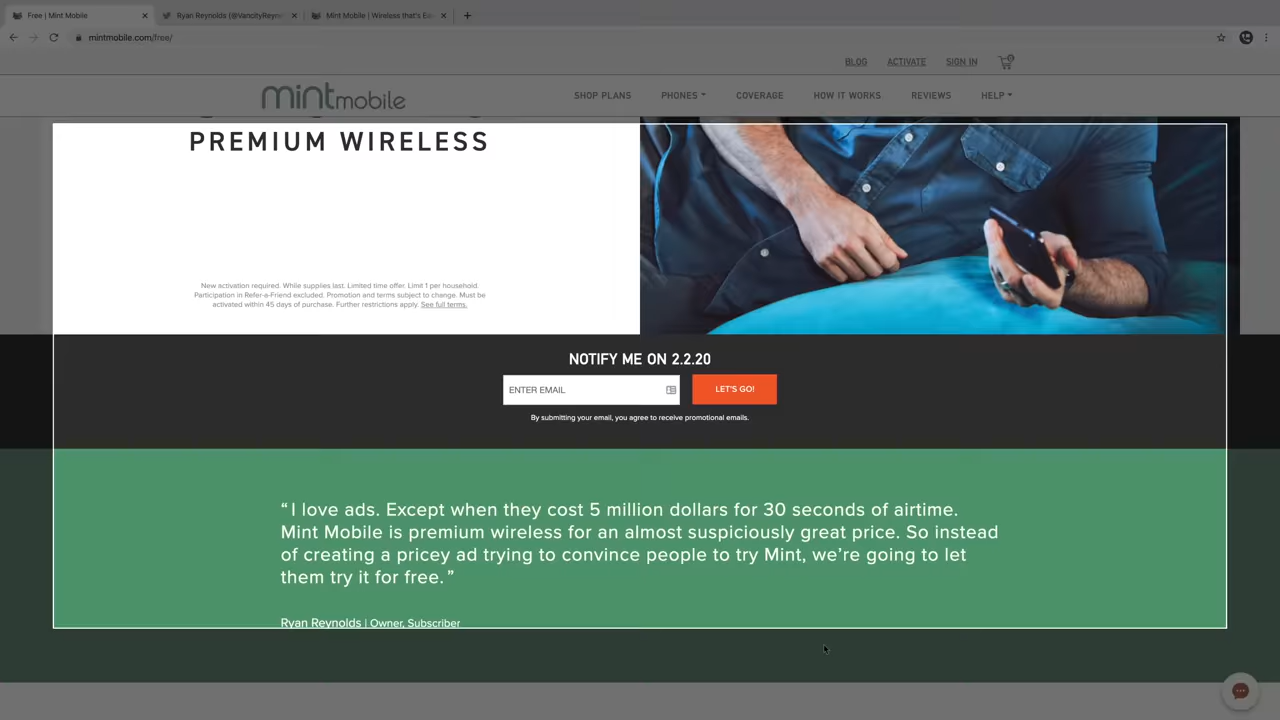 Free | Mint Mobile
Ryan Reynolds (@VancityReyn
Mint Mobile | Wireless that's Ea
mintmobile.com/free/
BLOG
ACTIVATE
SIGN IN
0
mint mobile
SHOP PLANS
PHONES
COVERAGE
HOW IT WORKS
REVIEWS
HELP
PREMIUM WIRELESS
New activation required. While supplies last. Limited time offer. Limit 1 per household.
Participation in Refer-a-Friend excluded. Promotion and terms subject to change. Must be
activated within 45 days of purchase. Further restrictions apply. See full terms.
NOTIFY ME ON 2.2.20
ENTER EMAIL
LET'S GO!
By submitting your email, you agree to receive promotional emails.
“I love ads. Except when they cost 5 million dollars for 30 seconds of airtime.
Mint Mobile is premium wireless for an almost suspiciously great price. So instead
of creating a pricey ad trying to convince people to try Mint, we’re going to let
them try it for free.”
Ryan Reynolds | Owner, Subscriber